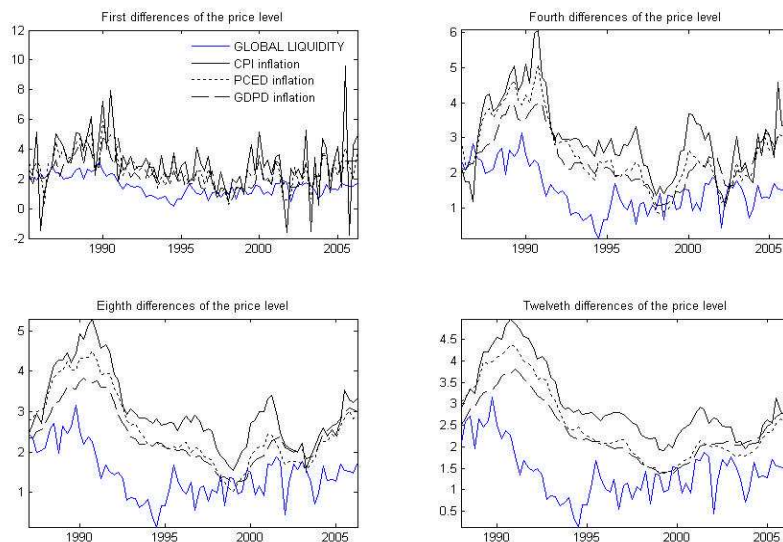 First differences of the price level
12
10
8
6
4
2
0
-2
GLOBAL LIQUIDITY
CPI inflation
PCED inflation
GDPD inflation
1990 1995 2000 2005
Fourth differences of the price level
6
5
4
3
2
1
1990 1995 2000 2005
Eighth differences of the price level
5
4
3
2
1
1990 1995 2000 2005
Twelveth differences of the price level
4.5
4
3.5
3
2.5
2
1.5
1
0.5
1990 1995 2000 2005